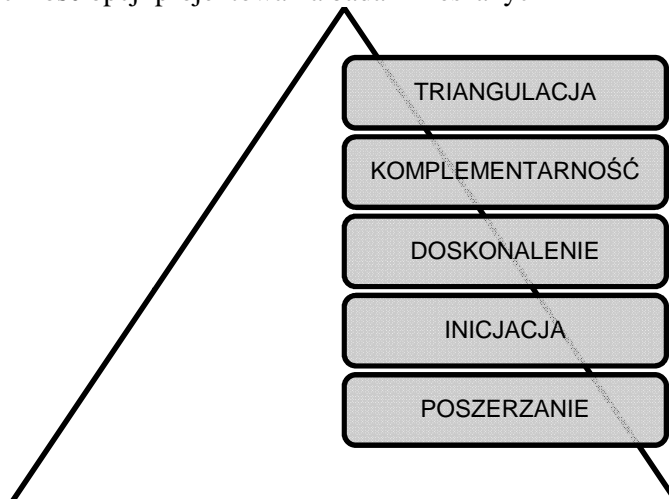 TRIANGULACJA
KOMPLEMENTARNOŚĆ
DOSKONALENIE
INICJACJA
POSZERZANIE